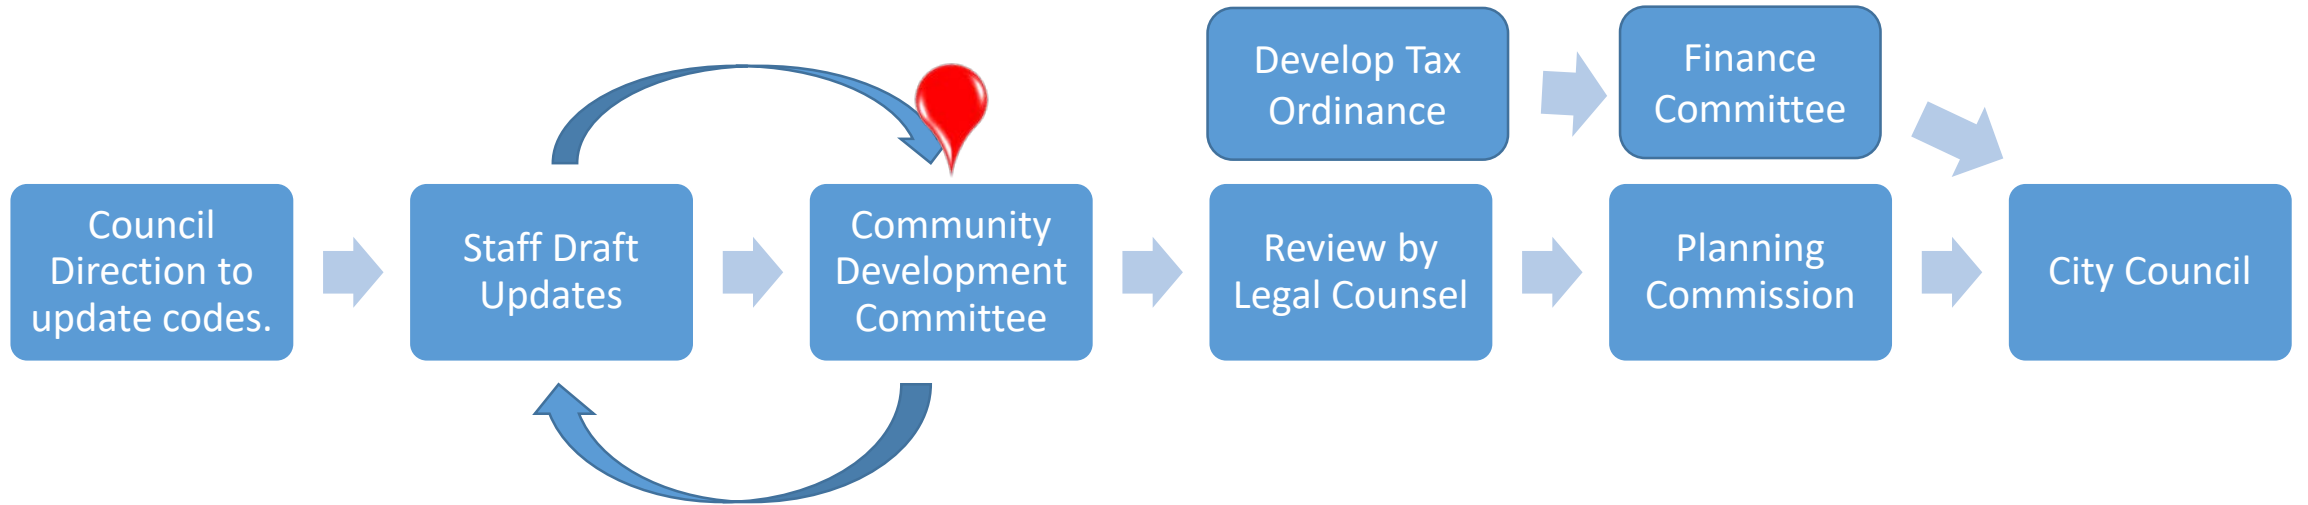 Develop Tax
Ordinance
Finance
Committee
Council
Direction to
update codes.
Staff Draft
Updates
Community
Development
Committee
Review by
Legal Counsel
Planning
Commission
City Council